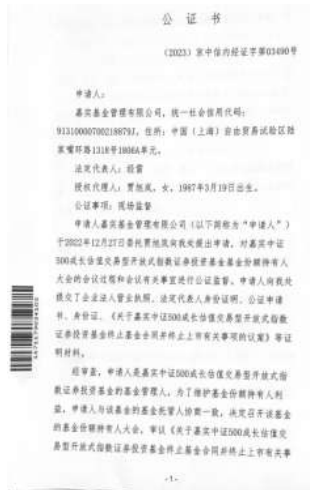 公 证 书
（2023）京中信内经证字第03490号
申请人：
嘉实基金管理有限公司，统一社会信用代码：
91310000700218879J，住所：中国（上海）自由贸易试验区陆
家嘴环路1318号1806A单元。
法定代表人：经雷
授权代理人：贾旭岚，女，1987年3月19日出生。
公证事项：现场监督
申请人嘉实基金管理有限公司（以下简称为“申请人”）
于2022年12月27日委托贾旭岚向我处提出申请，对嘉实中证
500成长估值交易型开放式指数证券投资基金基金份额持有人
大会的会议过程和会议有关事宜进行公证监督。申请人向我处
提交了企业法人营业执照、法定代表人身份证明、公证申请
书、身份证、《关于嘉实中证500成长估值交易型开放式指数
证券投资基金终止基金合同并终止上市有关事项的议案》等证
明材料。
经审查，申请人是嘉实中证500成长估值交易型开放式指
数证券投资基金的基金管理人，为了维护基金份额持有人利
益，申请人与该基金的基金托管人协商一致，决定召开该基金
的基金份额持有人大会，审议《关于嘉实中证500成长估值交
易型开放式指数证券投资基金终止基金合同并终止上市有关事
-1-